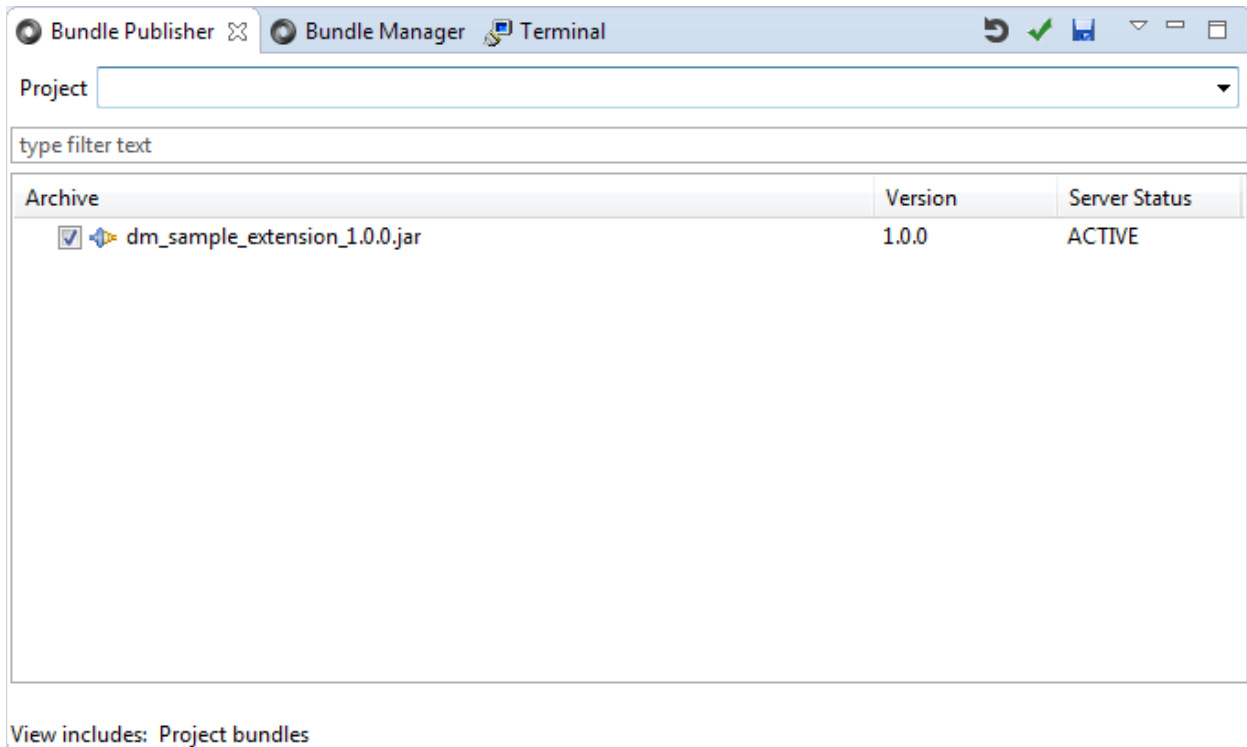 Bundle Publisher Bundle Manager Terminal
Project
type filter text
Archive Version Server Status
dm_sample_extension_1.0.0.jar 1.0.0 ACTIVE
View includes: Project bundles